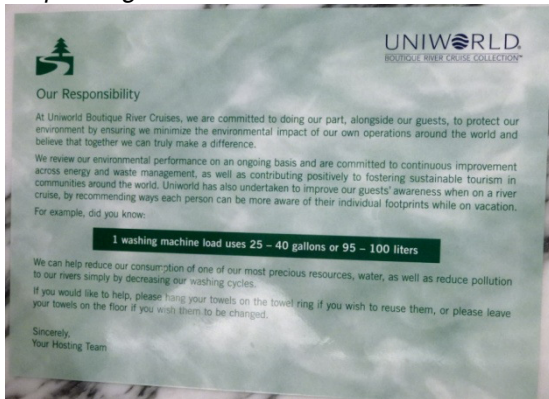 UNIWORLD
BOUTIQUE RIVER CRUISE COLLECTION™
Our Responsibility
At Uniworld Boutique River Cruises, we are committed to doing our part, alongside our guests, to protect our
environment by ensuring we minimize the environmental impact of our own operations around the world and
believe that together we can truly make a difference.
We review our environmental performance on an ongoing basis and are committed to continuous improvement
across energy and waste management, as well as contributing positively to fostering sustainable tourism in
communities around the world. Uniworld has also undertaken to improve our guests' awareness when on a river
cruise, by recommending ways each person can be more aware of their individual footprints while on vacation.
For example, did you know:
1 washing machine load uses 25 – 40 gallons or 95 – 100 liters
We can help reduce our consumption of one of our most precious resources, water, as well as reduce pollution
to our rivers simply by decreasing our washing cycles.
If you would like to help, please hang your towels on the towel ring if you wish to reuse them, or please leave
your towels on the floor if you wish them to be changed.
Sincerely,
Your Hosting Team